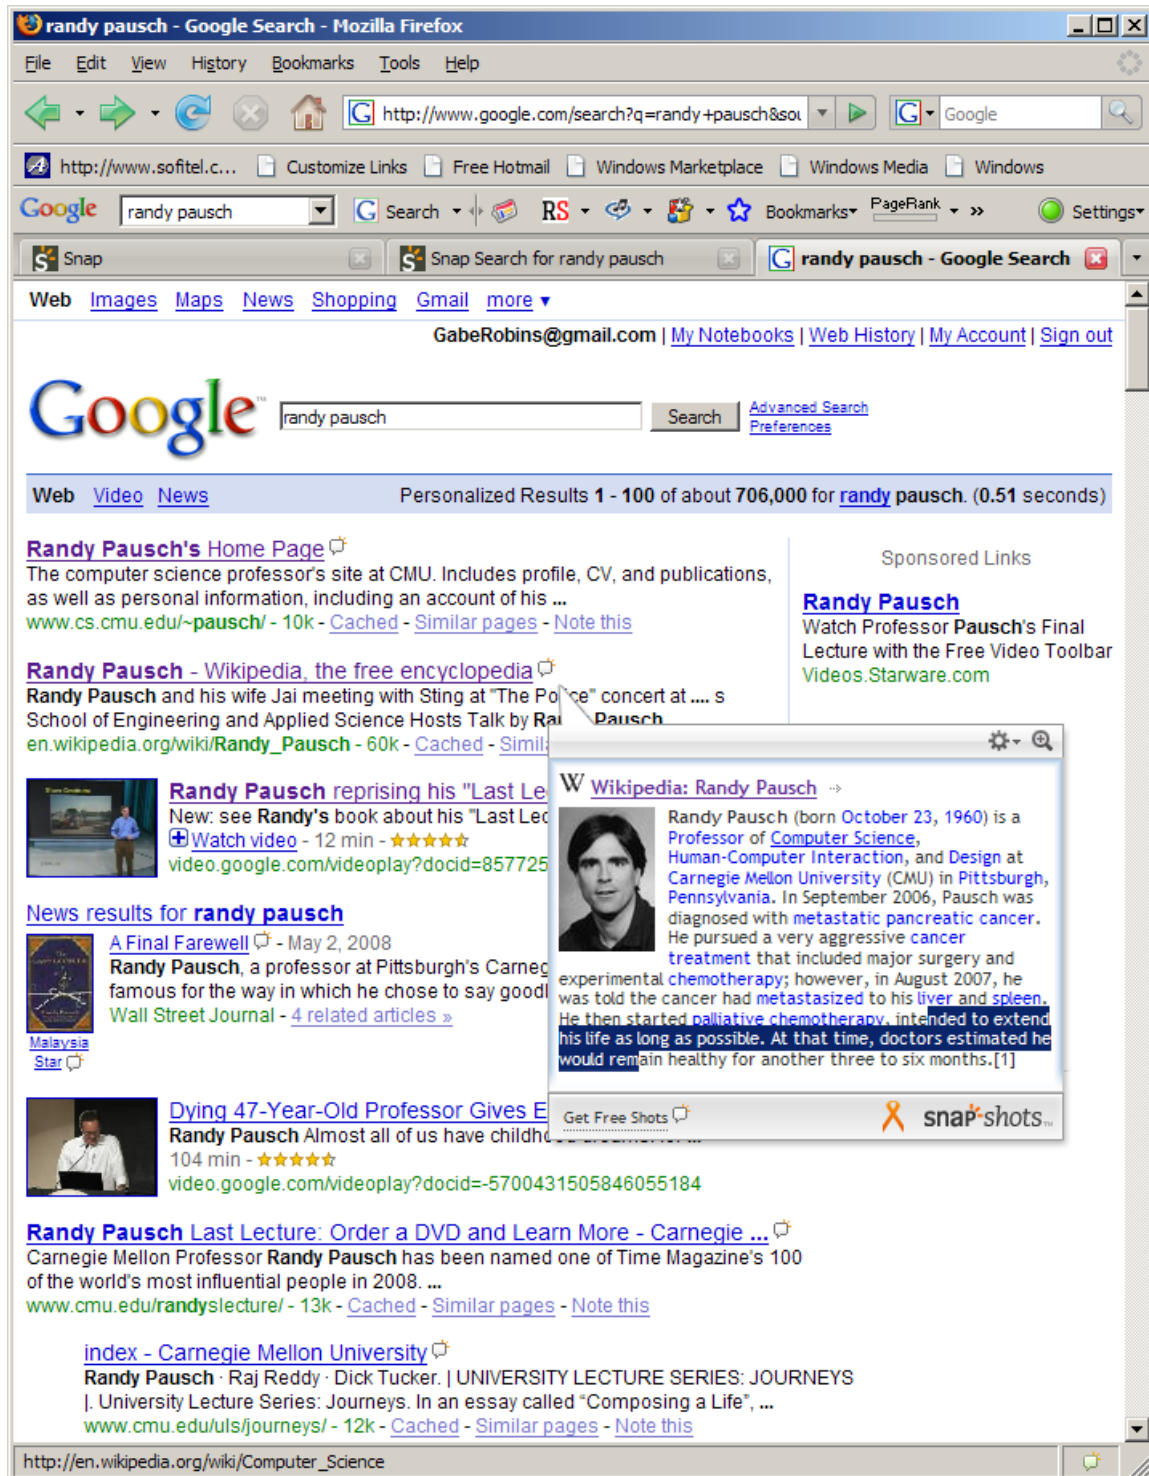 randy pausch - Google Search - Mozilla Firefox
File Edit View History Bookmarks Tools Help
http://www.google.com/search?q=randy+pausch&sou Google
http://www.sofitel.c... Customize Links Free Hotmail Windows Marketplace Windows Media Windows
Google randy pausch Search RS Bookmarks PageRank » Settings
Snap Snap Search for randy pausch randy pausch - Google Search
Web Images Maps News Shopping Gmail more ▼
GabeRobins@gmail.com | My Notebooks | Web History | My Account | Sign out
Google™ randy pausch Search Advanced Search
Preferences
Web Video News Personalized Results 1 - 100 of about 706,000 for randy pausch. (0.51 seconds)
Randy Pausch's Home Page
The computer science professor's site at CMU. Includes profile, CV, and publications,
as well as personal information, including an account of his ...
www.cs.cmu.edu/~pausch/ - 10k - Cached - Similar pages - Note this
Sponsored Links
Randy Pausch
Watch Professor Pausch's Final
Lecture with the Free Video Toolbar
Videos.Starware.com
Randy Pausch - Wikipedia, the free encyclopedia
Randy Pausch and his wife Jai meeting with Sting at "The Police" concert at .... s
School of Engineering and Applied Science Hosts Talk by Pausch
en.wikipedia.org/wiki/Randy_Pausch - 60k - Cached - Simil
W Wikipedia: Randy Pausch
Randy Pausch (born October 23, 1960) is a
Professor of Computer Science,
Human-Computer Interaction, and Design at
Carnegie Mellon University (CMU) in Pittsburgh,
Pennsylvania. In September 2006, Pausch was
diagnosed with metastatic pancreatic cancer.
He pursued a very aggressive cancer
treatment that included major surgery and
experimental chemotherapy; however, in August 2007, he
was told the cancer had metastasized to his liver and spleen.
He then started palliative chemotherapy, intended to extend
his life as long as possible. At that time, doctors estimated he
would remain healthy for another three to six months.[1]
Get Free Shots snap shots™
Randy Pausch reprising his "Last Le
New: see Randy's book about his "Last Lec
Watch video - 12 min -
video.google.com/videoplay?docid=857725
News results for randy pausch
A Final Farewell - May 2, 2008
Randy Pausch, a professor at Pittsburgh's Carneg
famous for the way in which he chose to say good
Wall Street Journal - 4 related articles »
Malaysia
Star
Dying 47-Year-Old Professor Gives E
Randy Pausch Almost all of us have childhood
104 min -
video.google.com/videoplay?docid=-5700431505846055184
Randy Pausch Last Lecture: Order a DVD and Learn More - Carnegie ...
Carnegie Mellon Professor Randy Pausch has been named one of Time Magazine's 100
of the world's most influential people in 2008. ...
www.cmu.edu/randyslecture/ - 13k - Cached - Similar pages - Note this
index - Carnegie Mellon University
Randy Pausch · Raj Reddy · Dick Tucker. | UNIVERSITY LECTURE SERIES: JOURNEYS
|. University Lecture Series: Journeys. In an essay called “Composing a Life”, ...
www.cmu.edu/uls/journeys/ - 12k - Cached - Similar pages - Note this
http://en.wikipedia.org/wiki/Computer_Science